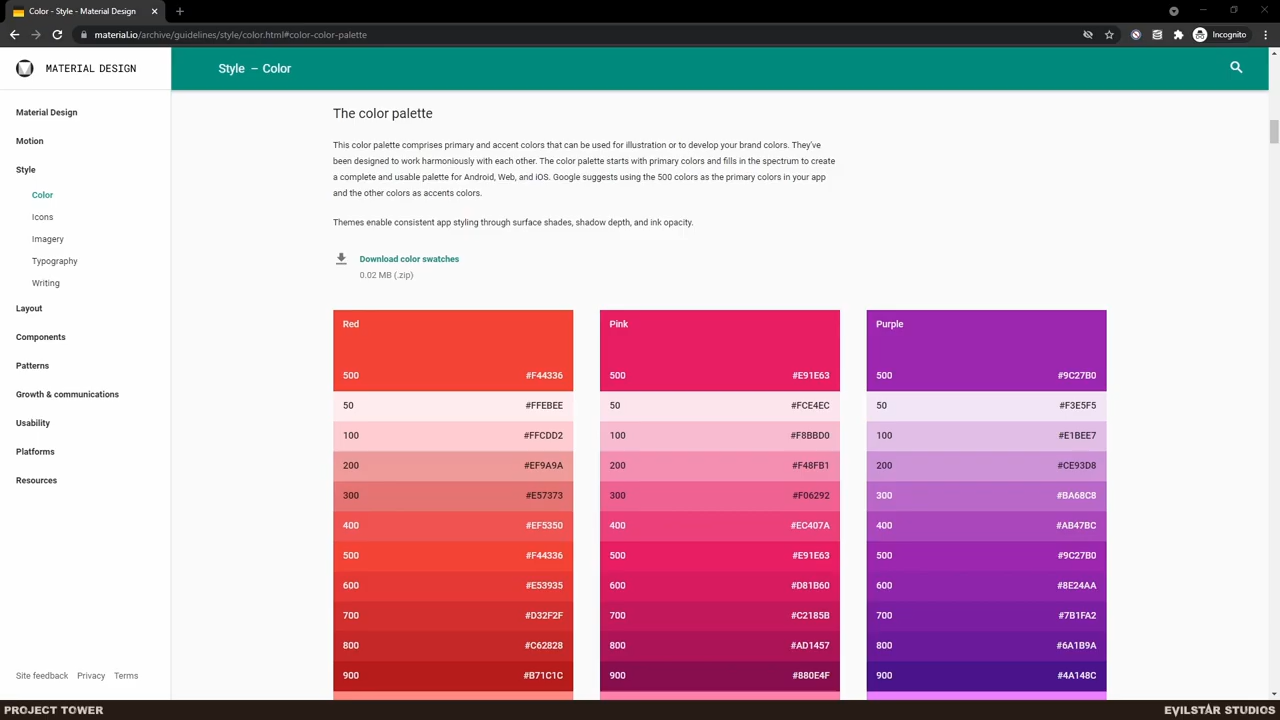 Color - Style - Material Design
material.io/archive/guidelines/style/color.html#color-color-palette
Incognito
MATERIAL DESIGN
Style – Color
Material Design
Motion
Style
Color
Icons
Imagery
Typography
Writing
Layout
Components
Patterns
Growth & communications
Usability
Platforms
Resources
Site feedback Privacy Terms
The color palette
This color palette comprises primary and accent colors that can be used for illustration or to develop your brand colors. They've
been designed to work harmoniously with each other. The color palette starts with primary colors and fills in the spectrum to create
a complete and usable palette for Android, Web, and iOS. Google suggests using the 500 colors as the primary colors in your app
and the other colors as accents colors.
Themes enable consistent app styling through surface shades, shadow depth, and ink opacity.
Download color swatches
0.02 MB (.zip)
Red
500 #F44336
50 #FFEBEE
100 #FFCDD2
200 #EF9A9A
300 #E57373
400 #EF5350
500 #F44336
600 #E53935
700 #D32F2F
800 #C62828
900 #B71C1C
Pink
500 #E91E63
50 #FCE4EC
100 #F8BBD0
200 #F48FB1
300 #F06292
400 #EC407A
500 #E91E63
600 #D81B60
700 #C2185B
800 #AD1457
900 #880E4F
Purple
500 #9C27B0
50 #F3E5F5
100 #E1BEE7
200 #CE93D8
300 #BA68C8
400 #AB47BC
500 #9C27B0
600 #8E24AA
700 #7B1FA2
800 #6A1B9A
900 #4A148C
PROJECT TOWER
EVILSTAR STUDIOS